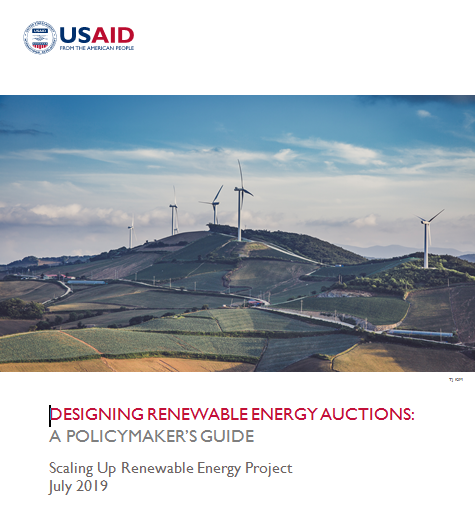 USAID
FROM THE AMERICAN PEOPLE
DESIGNING RENEWABLE ENERGY AUCTIONS:
A POLICYMAKER'S GUIDE
Scaling Up Renewable Energy Project
July 2019